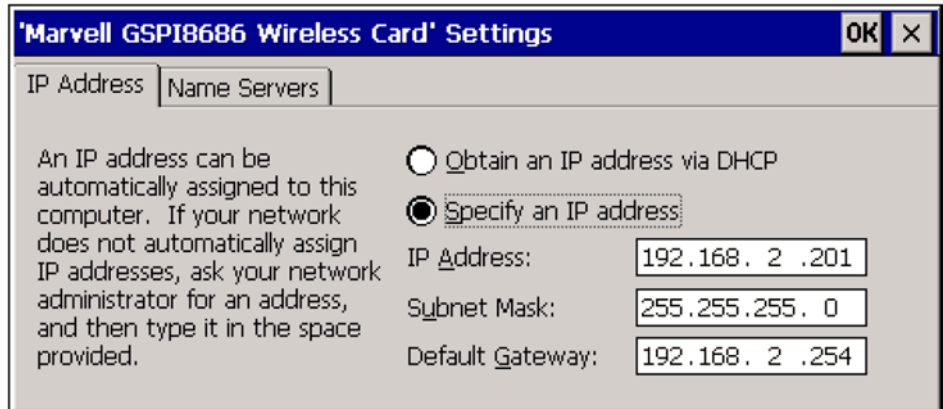 'Marvell GSPI8686 Wireless Card' Settings OK ×
IP Address Name Servers
An IP address can be
automatically assigned to this
computer. If your network
does not automatically assign
IP addresses, ask your network
administrator for an address,
and then type it in the space
provided.
Obtain an IP address via DHCP
Specify an IP address
IP Address: 192.168. 2 .201
Subnet Mask: 255.255.255. 0
Default Gateway: 192.168. 2 .254